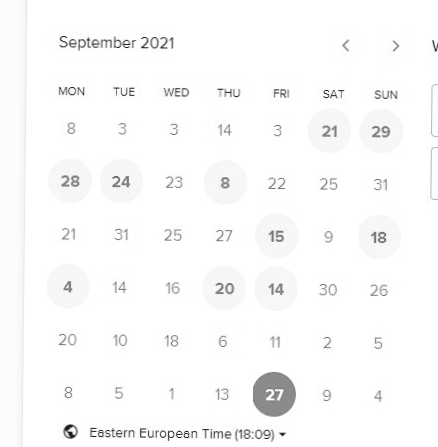 September 2021
MON TUE WED THU FRI SAT SUN
8 3 3 14 3 21 29
28 24 23 8 22 25 31
21 31 25 27 15 9 18
4 14 16 20 14 30 26
20 10 18 6 11 2 5
8 5 1 13 27 9 4
Eastern European Time (18:09)